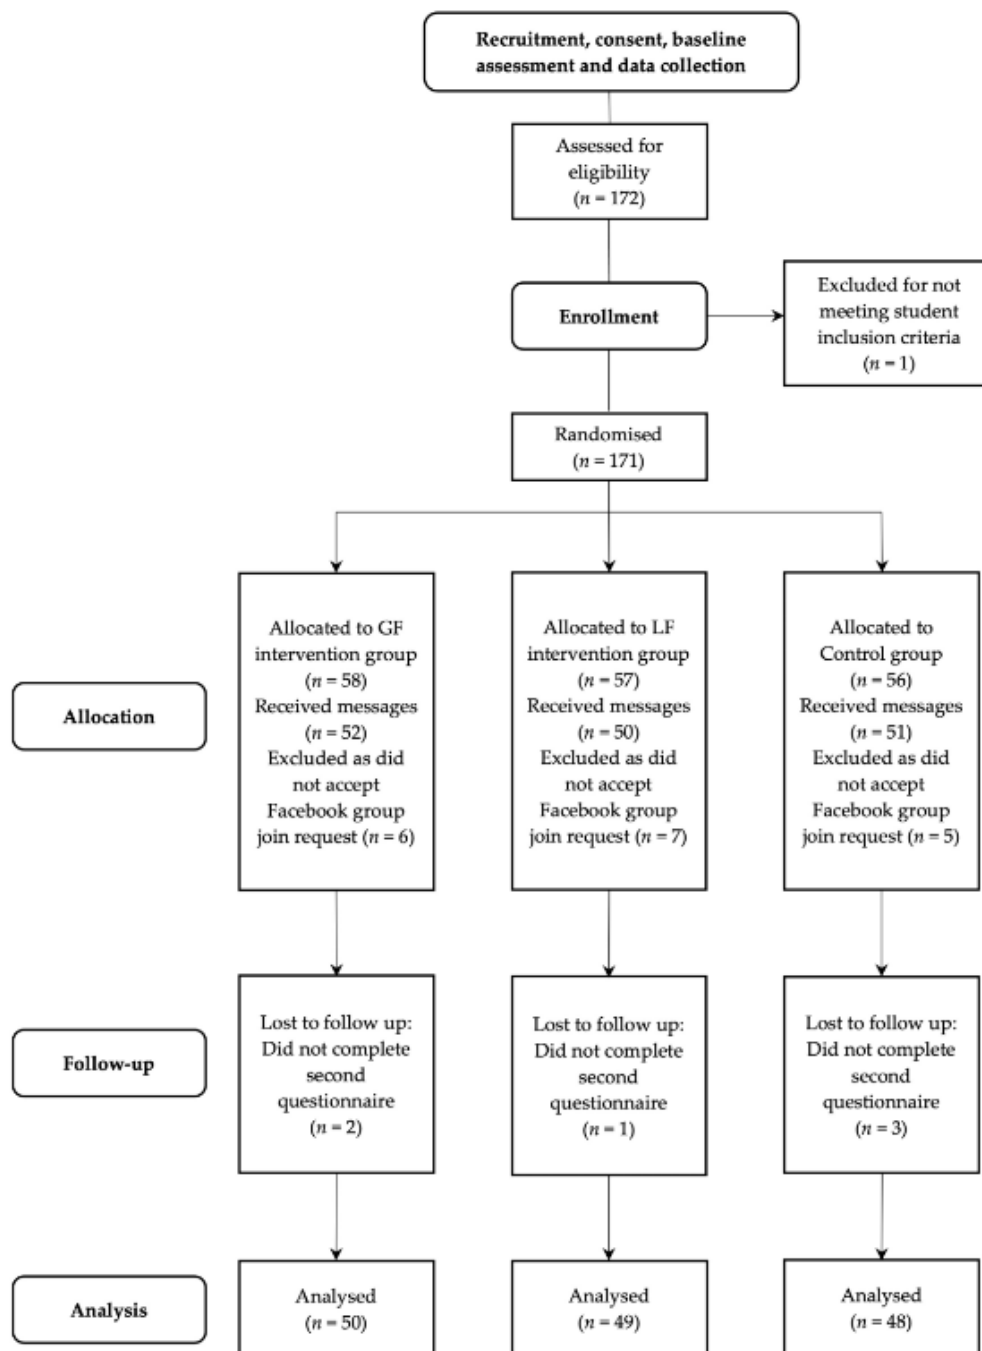 Recruitment, consent, baseline
assessment and data collection
Assessed for
eligibility
(n = 172)
Enrollment
Excluded for not
meeting student
inclusion criteria
(n = 1)
Randomised
(n = 171)
Allocation
Allocated to GF
intervention group
(n = 58)
Received messages
(n = 52)
Excluded as did
not accept
Facebook group
join request (n = 6)
Allocated to LF
intervention group
(n = 57)
Received messages
(n = 50)
Excluded as did
not accept
Facebook group
join request (n = 7)
Allocated to
Control group
(n = 56)
Received messages
(n = 51)
Excluded as did
not accept
Facebook group
join request (n = 5)
Follow-up
Lost to follow up:
Did not complete
second
questionnaire
(n = 2)
Lost to follow up:
Did not complete
second
questionnaire
(n = 1)
Lost to follow up:
Did not complete
second
questionnaire
(n = 3)
Analysis
Analysed
(n = 50)
Analysed
(n = 49)
Analysed
(n = 48)